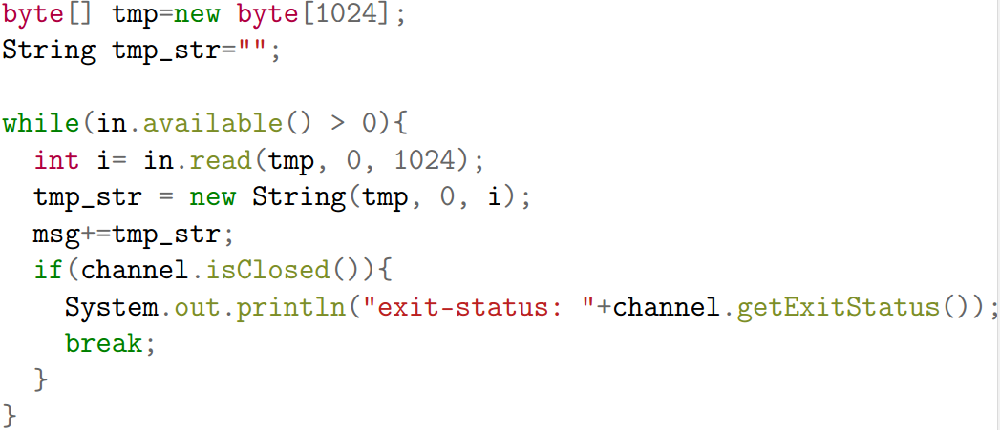 byte[] tmp=new byte[1024];
String tmp_str="";

while(in.available() > 0){
  int i= in.read(tmp, 0, 1024);
  tmp_str = new String(tmp, 0, i);
  msg+=tmp_str;
  if(channel.isClosed()){
    System.out.println("exit-status: "+channel.getExitStatus());
    break;
  }
}